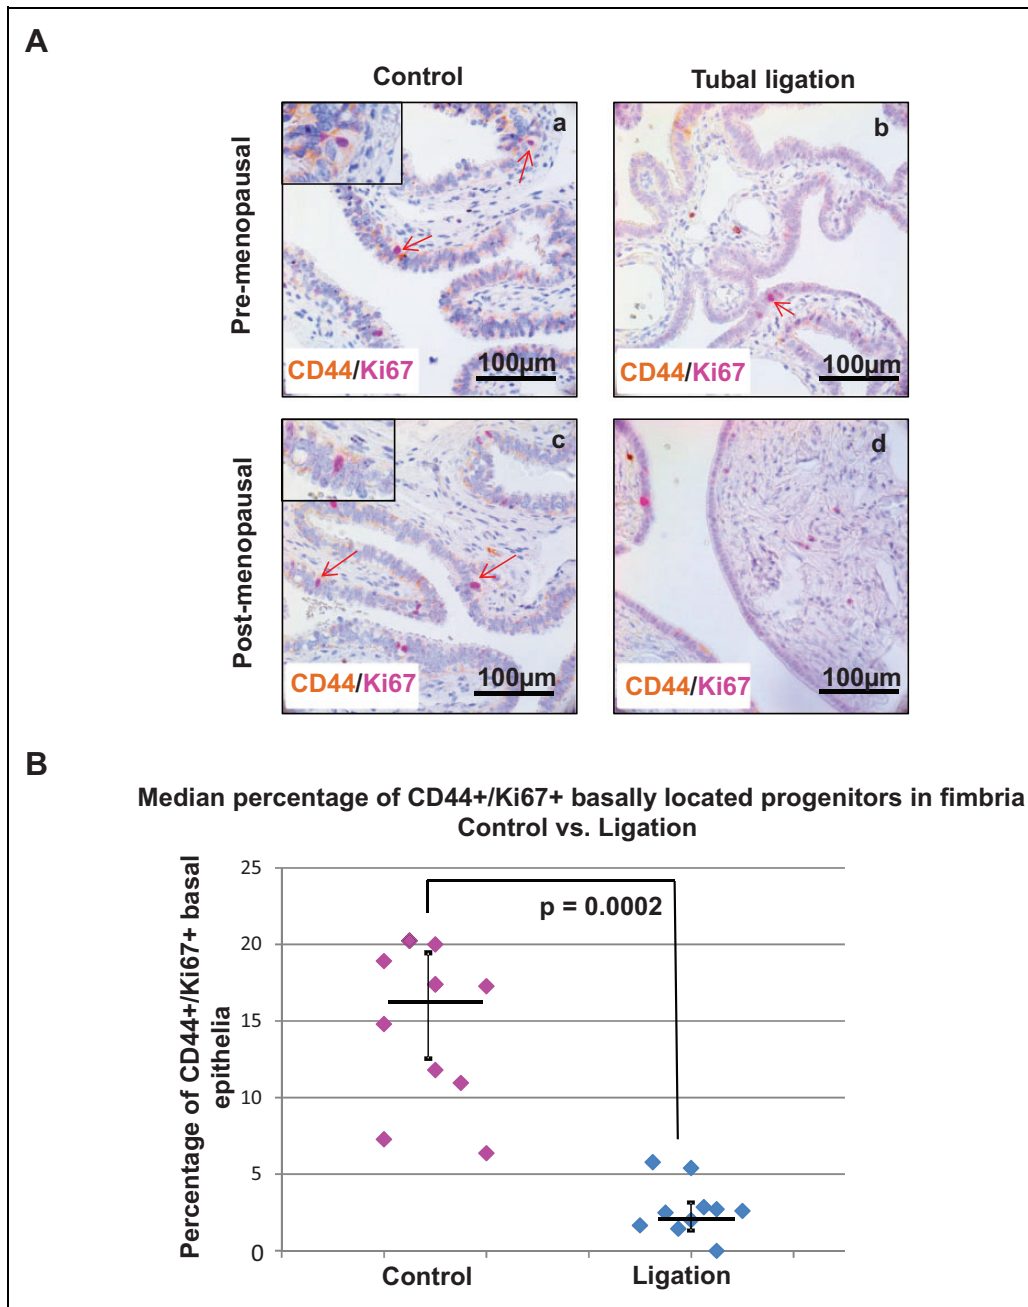 A
Control
Tubal ligation
Pre-menopausal
a
CD44/Ki67
100µm
b
CD44/Ki67
100µm
Post-menopausal
c
CD44/Ki67
100µm
d
CD44/Ki67
100µm
B
Median percentage of CD44+/Ki67+ basally located progenitors in fimbria
Control vs. Ligation
Percentage of CD44+/Ki67+ basal
epithelia
25
20
15
10
5
0
p = 0.0002
Control
Ligation